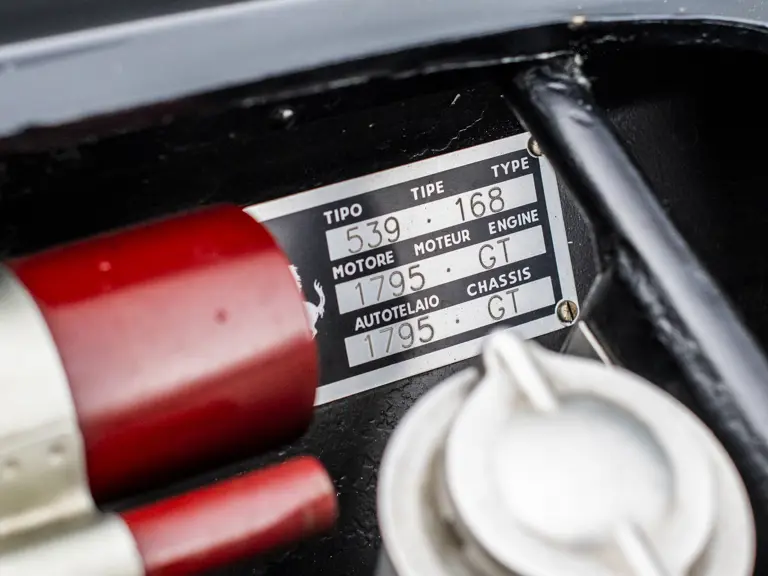 TIPO TIPE TYPE
539 · 168
MOTORE MOTEUR ENGINE
1795 · GT
AUTOTELAIO CHASSIS
1795 · GT